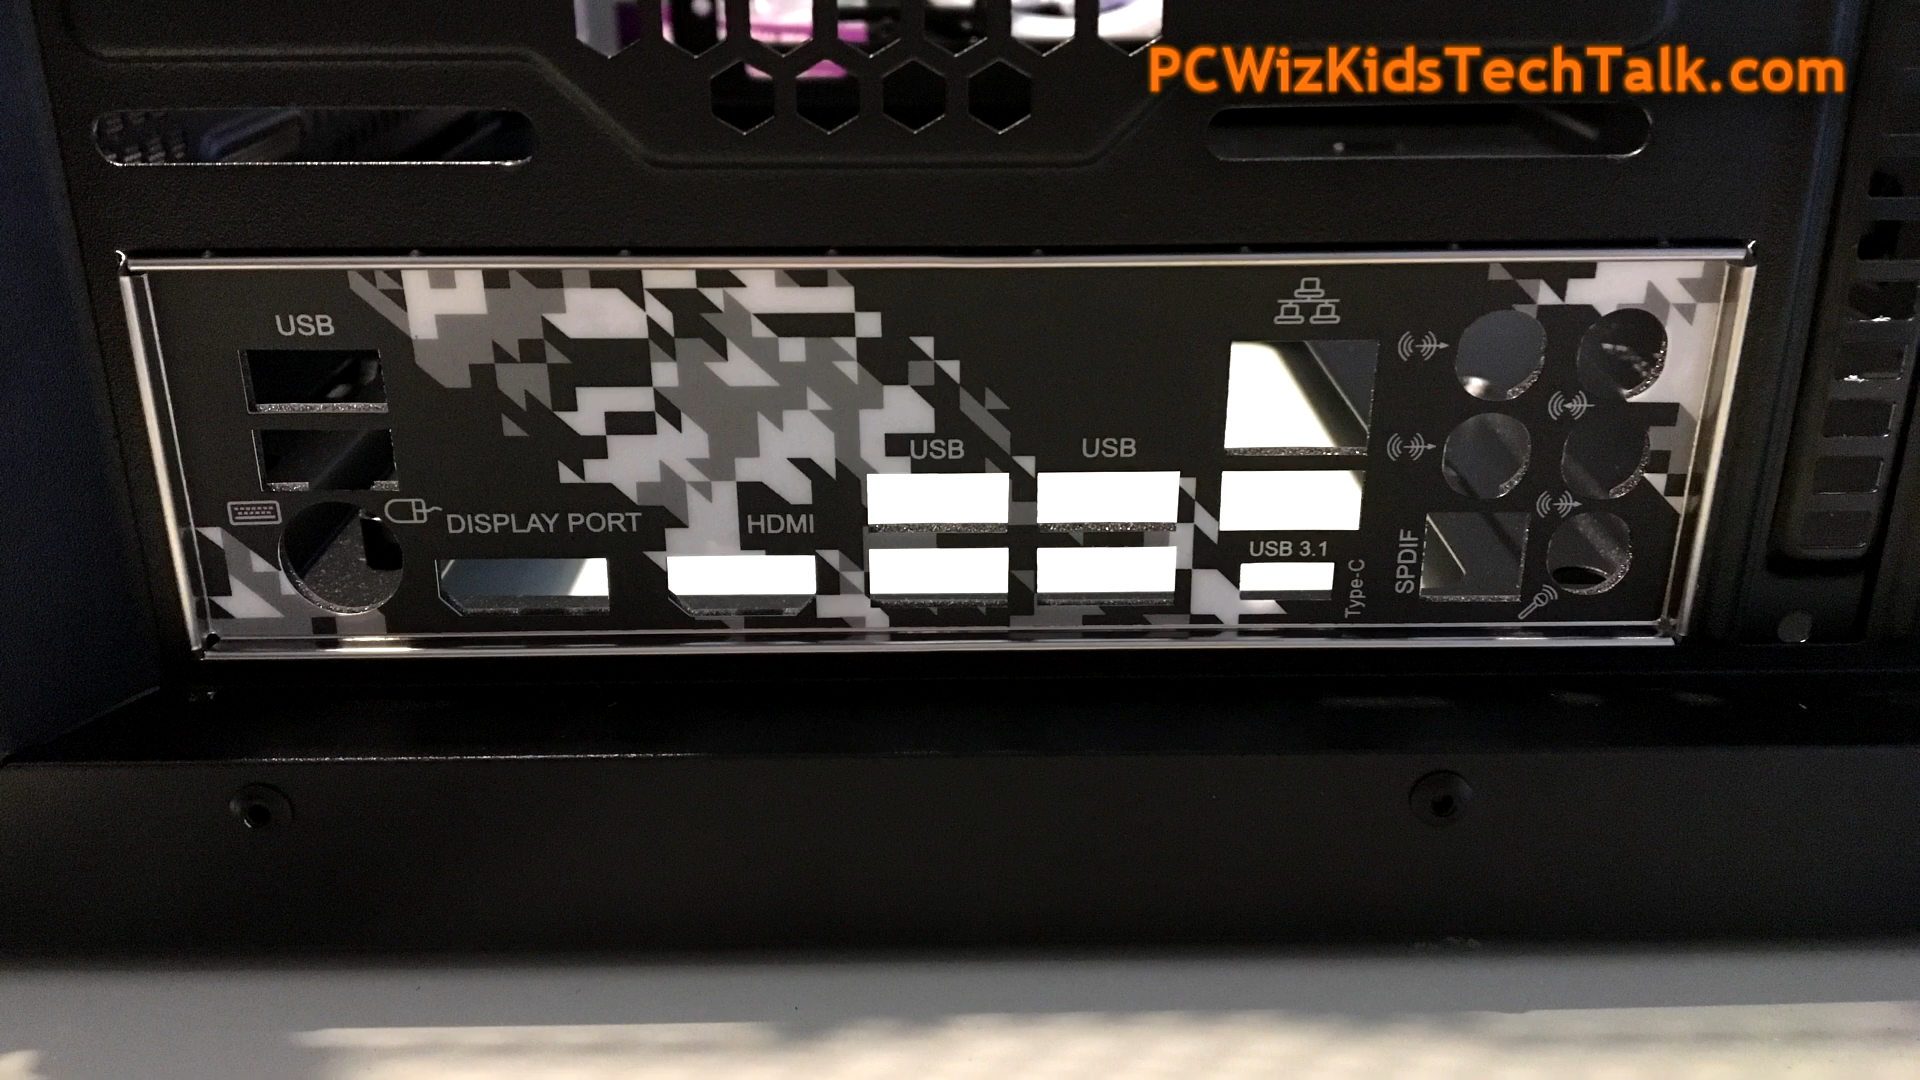 PCWizKidsTechTalk.com
USB
USB
USB
DISPLAY PORT
HDMI
USB 3.1
Type-C
SPDIF